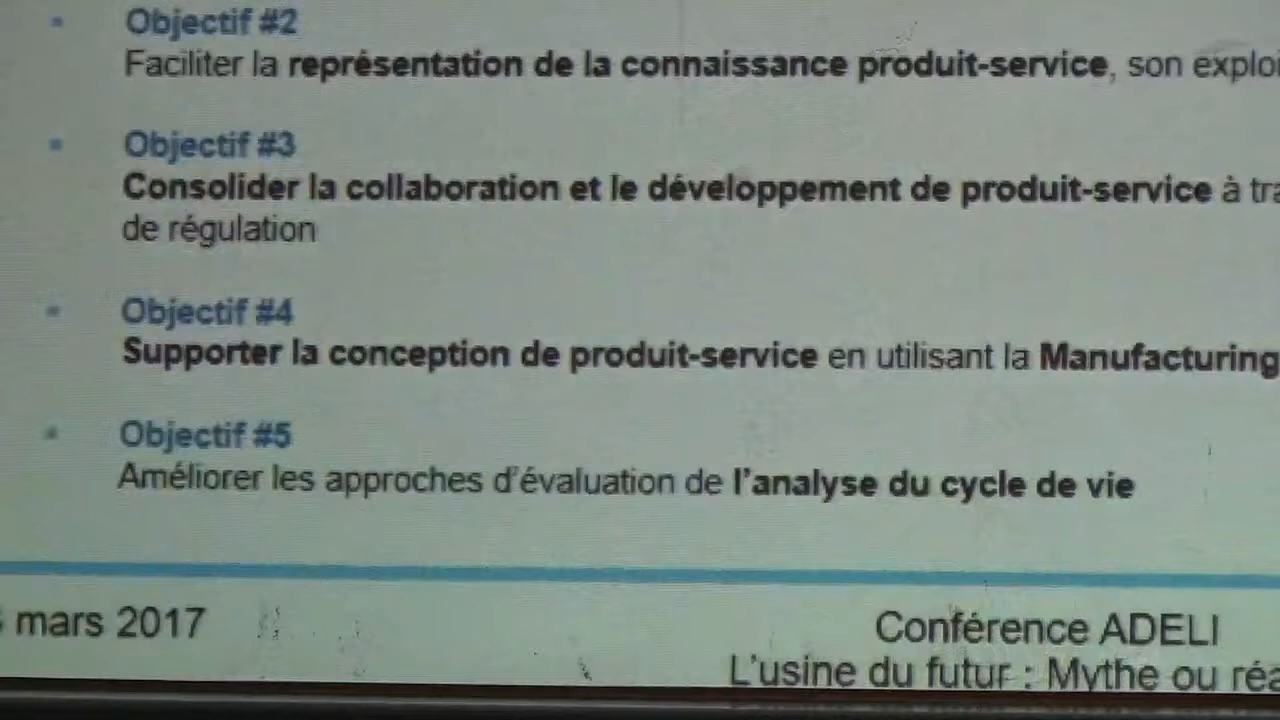 Objectif #2
Faciliter la représentation de la connaissance produit-service, son
Objectif #3
Consolider la collaboration et le développement de produit-service à
de régulation
Objectif #4
Supporter la conception de produit-service en utilisant la Manufacturing
Objectif #5
Améliorer les approches d'évaluation de l'analyse du cycle de vie
mars 2017
Conférence ADELI
L'usine du futur : Mythe ou